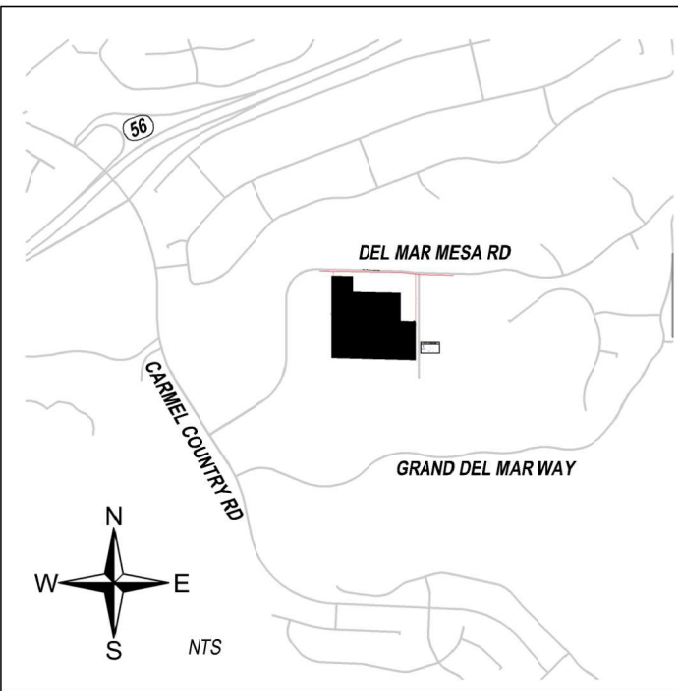 56
DEL MAR MESA RD
CARMEL COUNTRY RD
GRAND DEL MAR WAY
N
W E
S
NTS